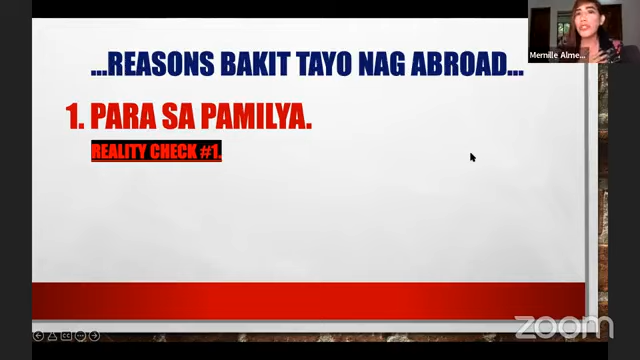 ...REASONS BAKIT TAYO NAG ABROAD...
1. PARA SA PAMILYA.
REALITY CHECK #1.
Mernille Alme...
zoom